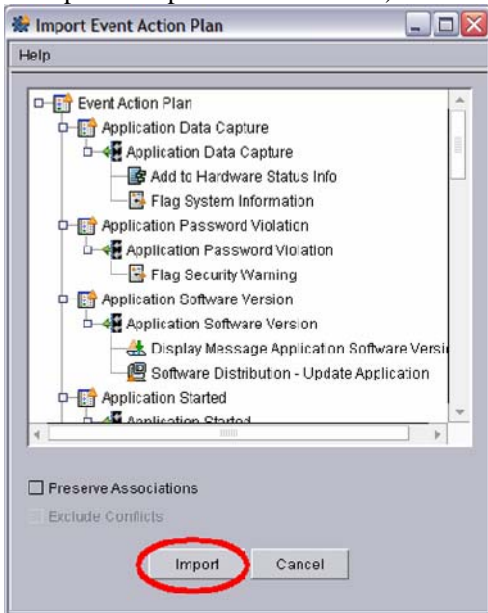 Import Event Action Plan
Help
Event Action Plan
Application Data Capture
Application Data Capture
Add to Hardware Status Info
Flag System Information
Application Password Violation
Application Password Violation
Flag Security Warning
Application Software Version
Application Software Version
Display Message Application Software Versi
Software Distribution - Update Application
Application Started
Application Started
Preserve Associations
Exclude Conflicts
Import
Cancel